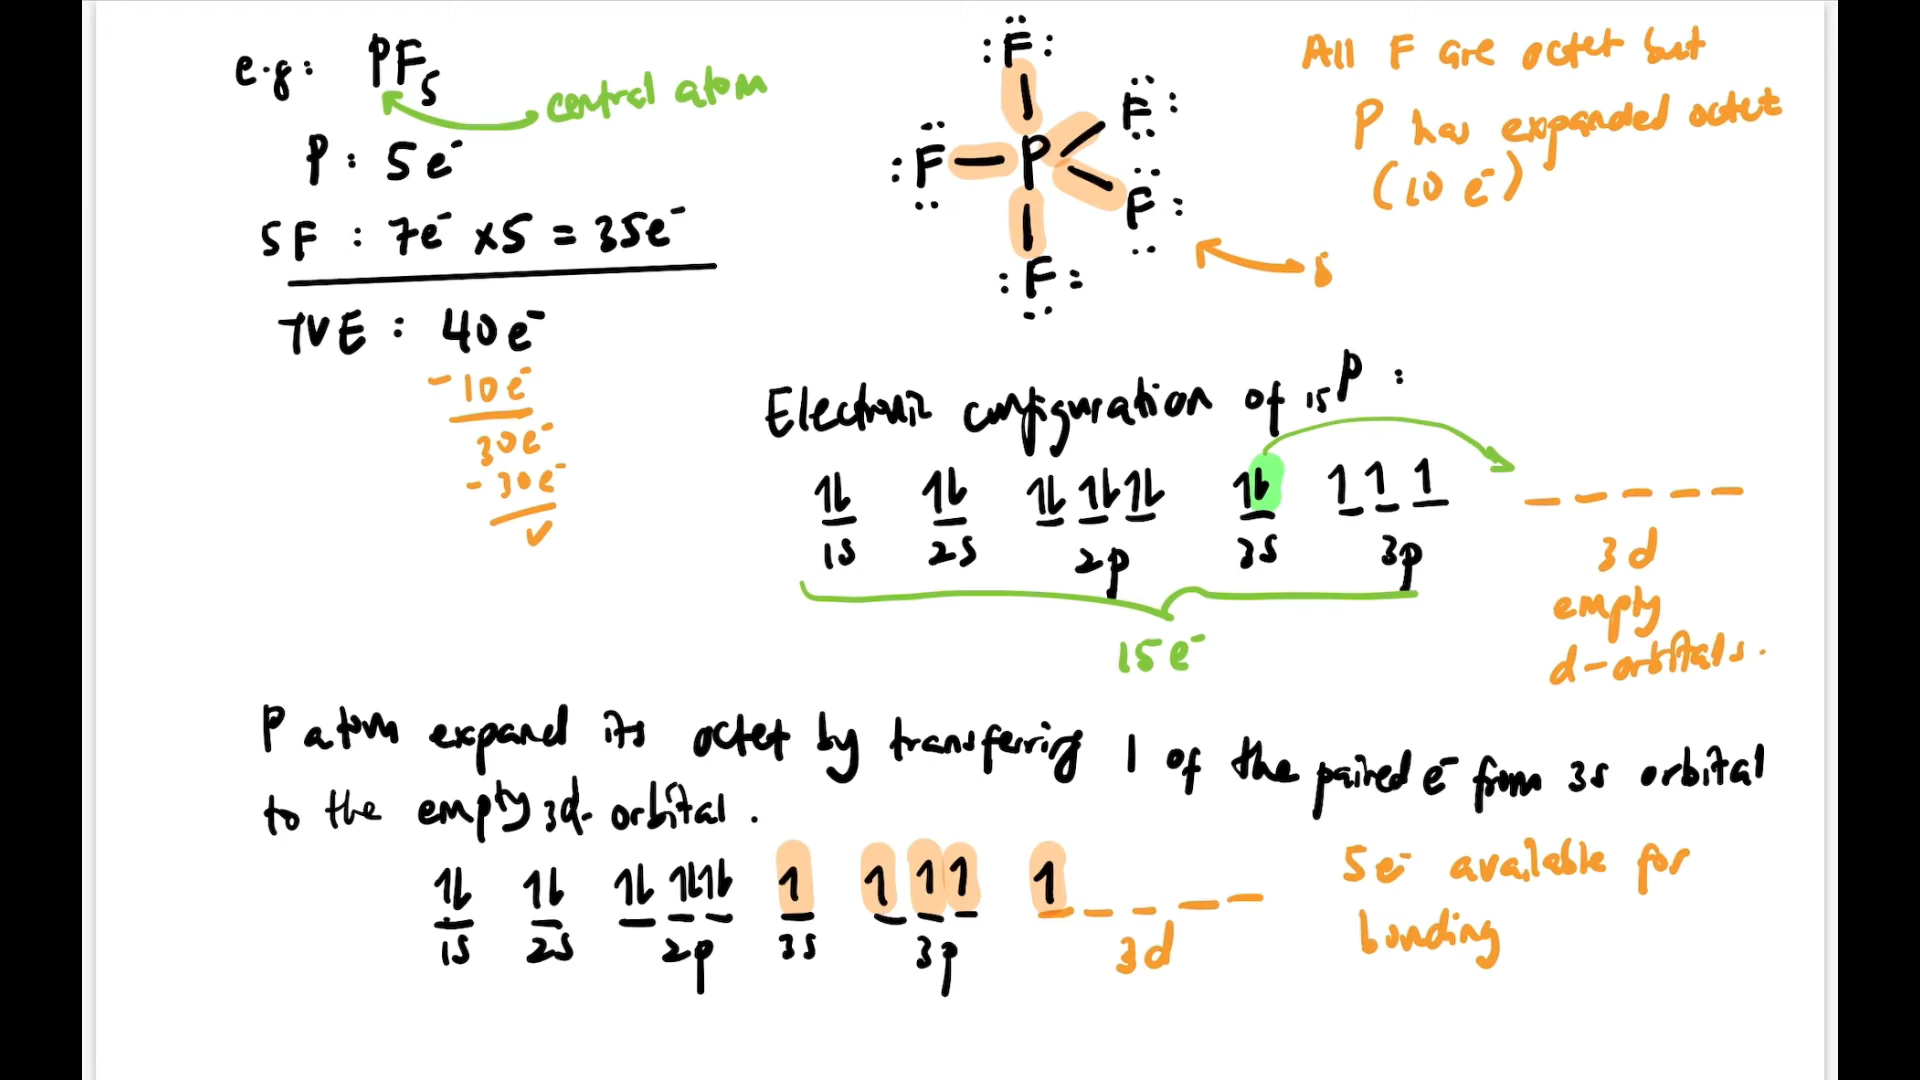 e.g: PF5
central atom
P : 5e-
5F : 7e- x5 = 35e-
TVE : 40e-
-10e-
30e-
-30e-
✓
:F:
F:
:F-P
F:
:F:
All F are octet but
P has expanded octet
(10 e-)
Electronic configuration of 15P :
1s 2s 2p 3s 3p 3d
empty
d-orbitals.
15e-
P atom expand its octet by transferring 1 of the paired e- from 3s orbital
to the empty 3d-orbital.
1s 2s 2p 3s 3p 3d
5e- available for
bonding